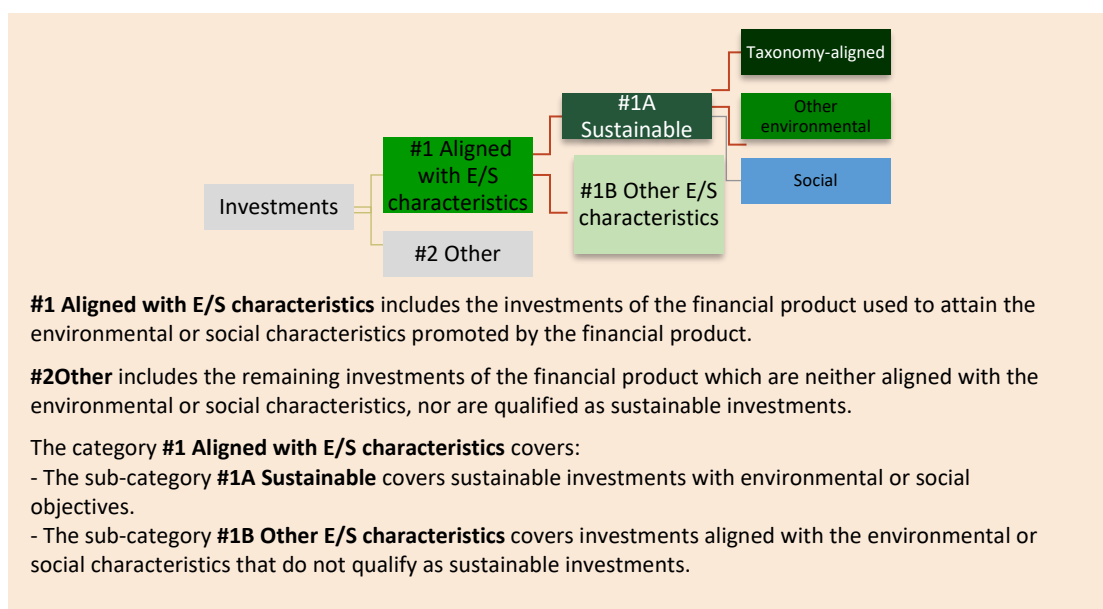 Taxonomy-aligned
#1A
Sustainable
Other
environmental
#1 Aligned
with E/S
characteristics
#1B Other E/S
characteristics
Social
Investments
#2 Other
#1 Aligned with E/S characteristics includes the investments of the financial product used to attain the
environmental or social characteristics promoted by the financial product.
#2Other includes the remaining investments of the financial product which are neither aligned with the
environmental or social characteristics, nor are qualified as sustainable investments.
The category #1 Aligned with E/S characteristics covers:
- The sub-category #1A Sustainable covers sustainable investments with environmental or social
objectives.
- The sub-category #1B Other E/S characteristics covers investments aligned with the environmental or
social characteristics that do not qualify as sustainable investments.